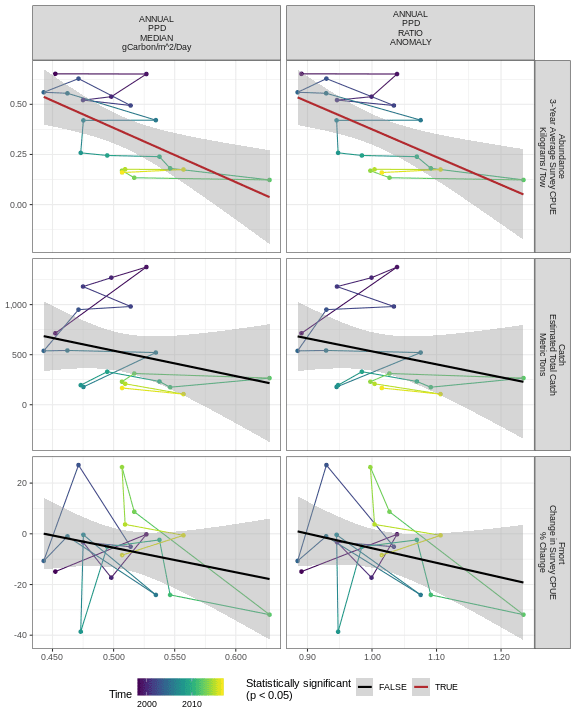 ANNUAL
PPD
MEDIAN
gCarbon/m^2/Day
ANNUAL
PPD
RATIO
ANOMALY
0.50
0.25
0.00
Abundance
3-Year Average Survey CPUE
Kilograms / Tow
1,000
500
0
Catch
Estimated Total Catch
Metric Tons
20
0
-20
-40
Fmort
Change in Survey CPUE
% Change
0.450 0.500 0.550 0.600
0.90 1.00 1.10 1.20
Time
2000 2010
Statistically significant
(p < 0.05)
FALSE TRUE